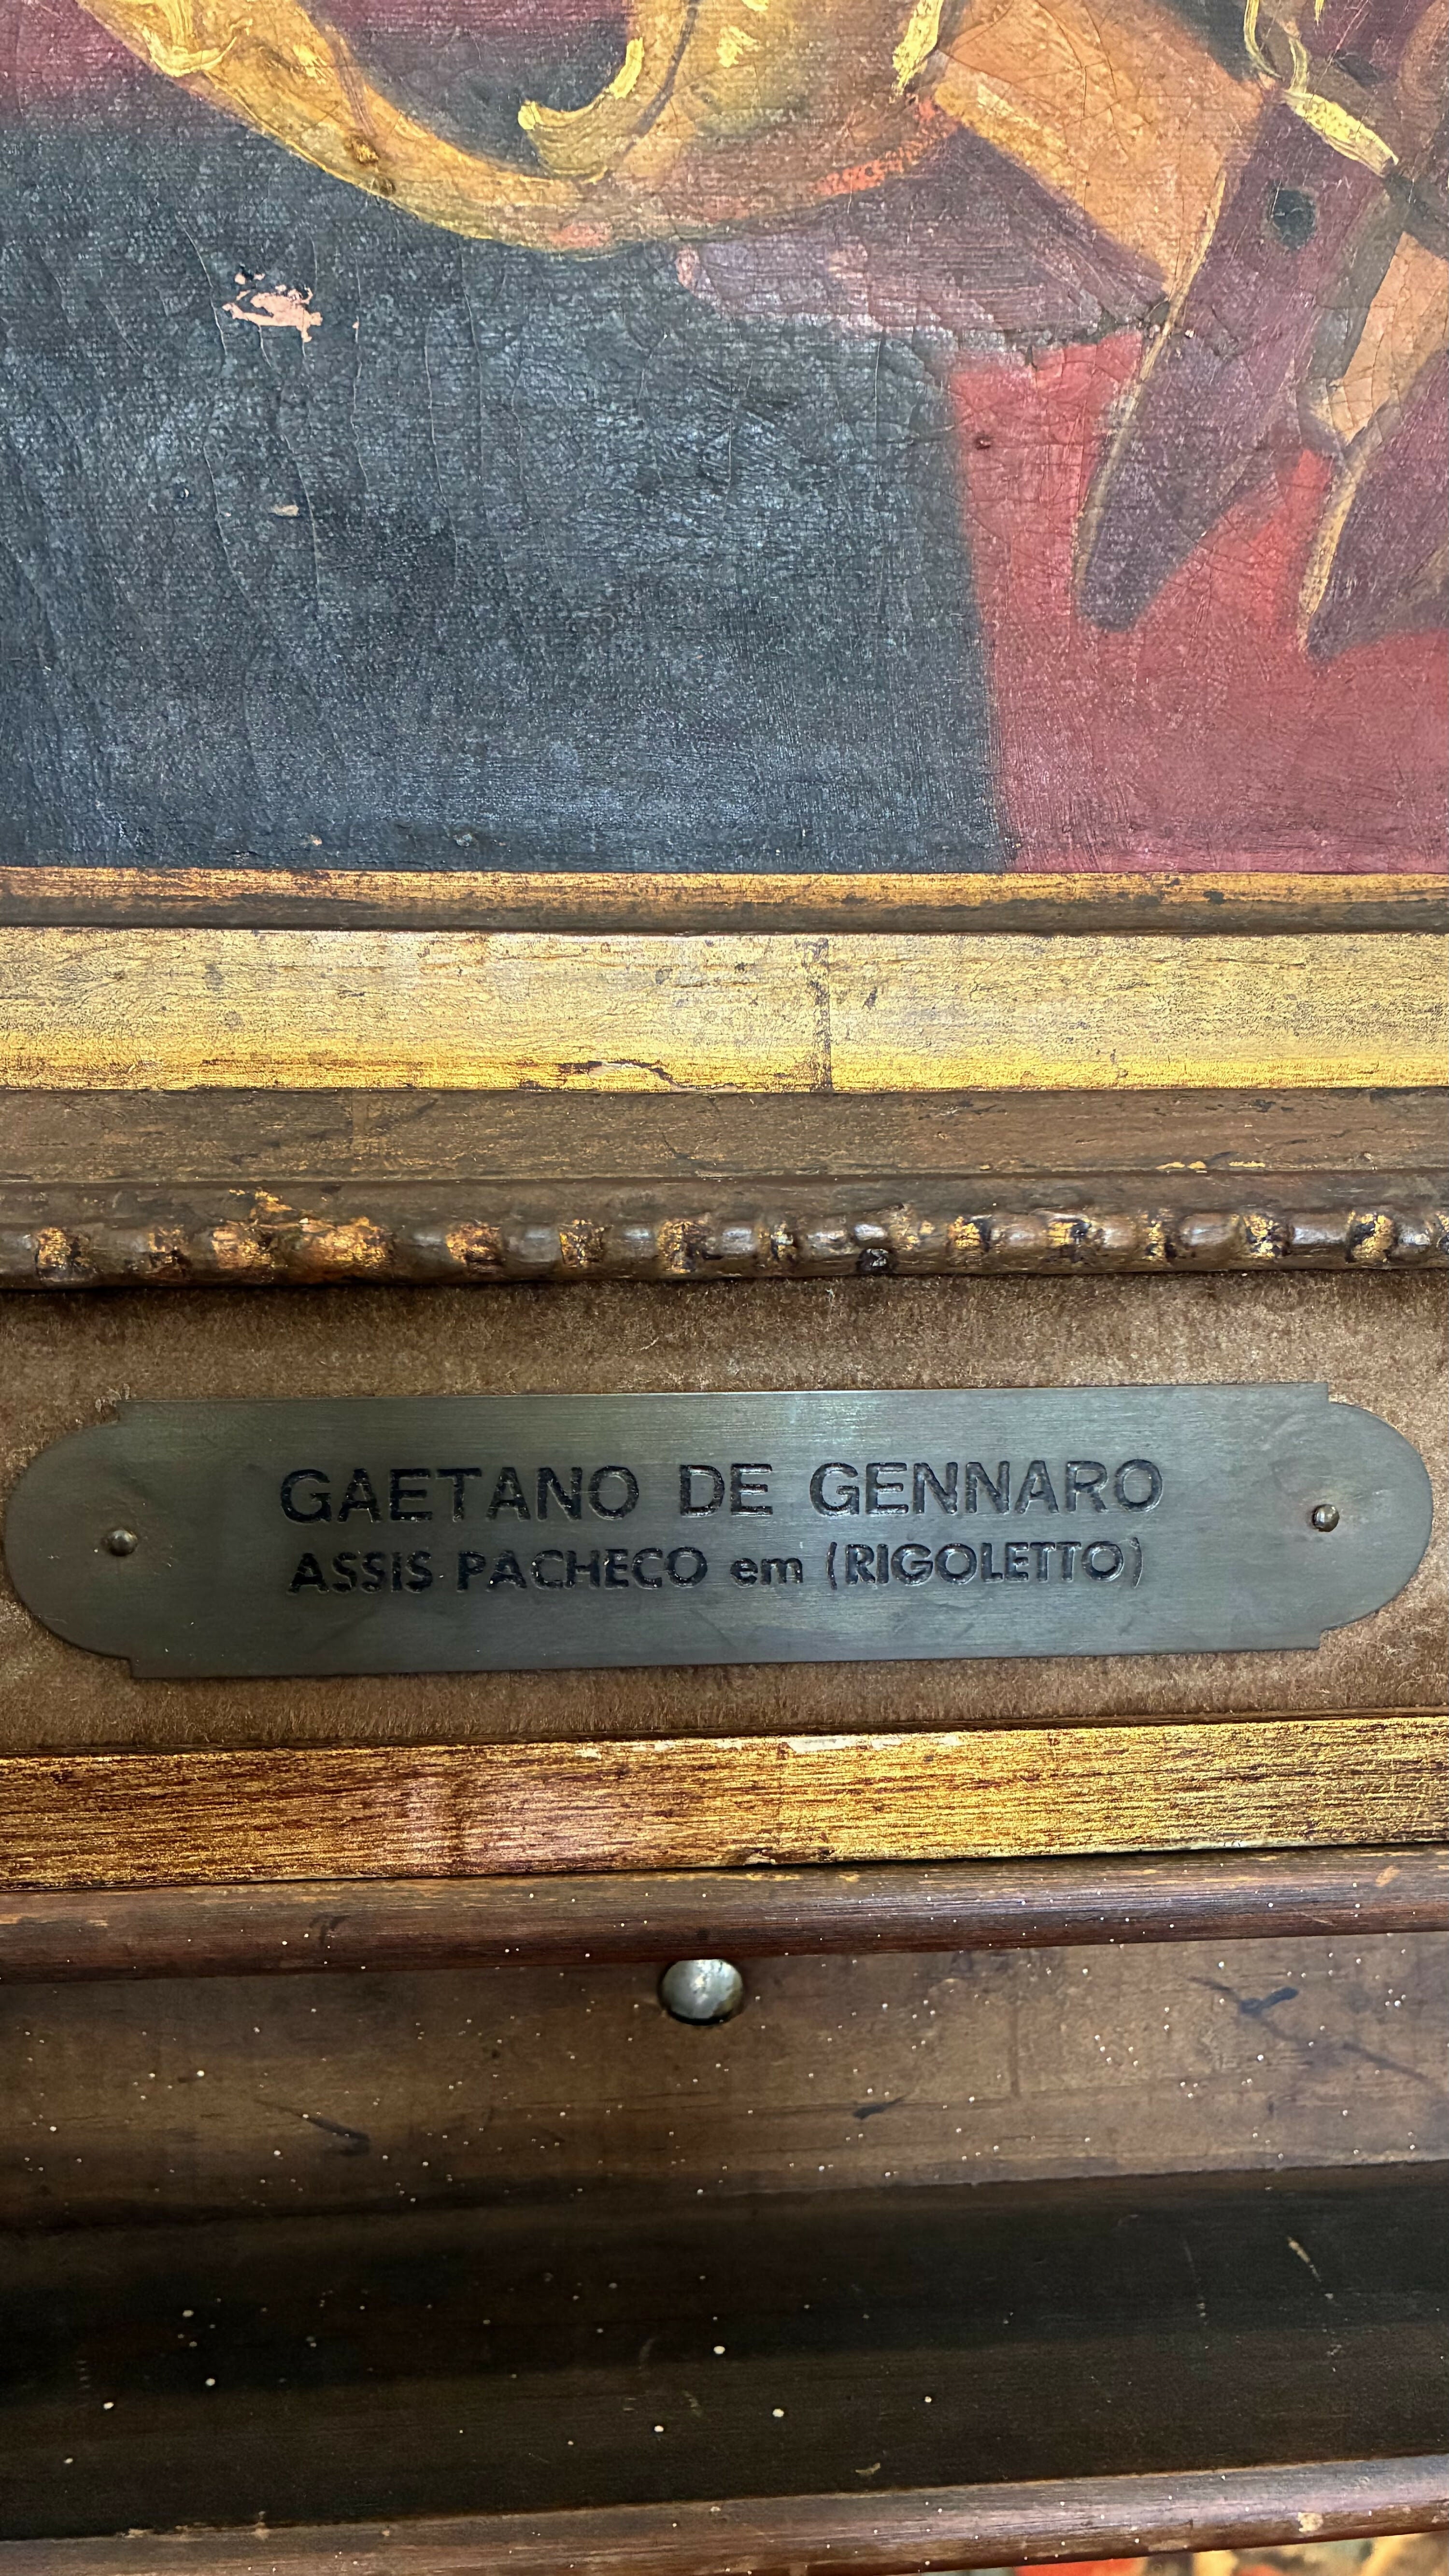 GAETANO DE GENNARO
ASSIS PACHECO em (RIGOLETTO)